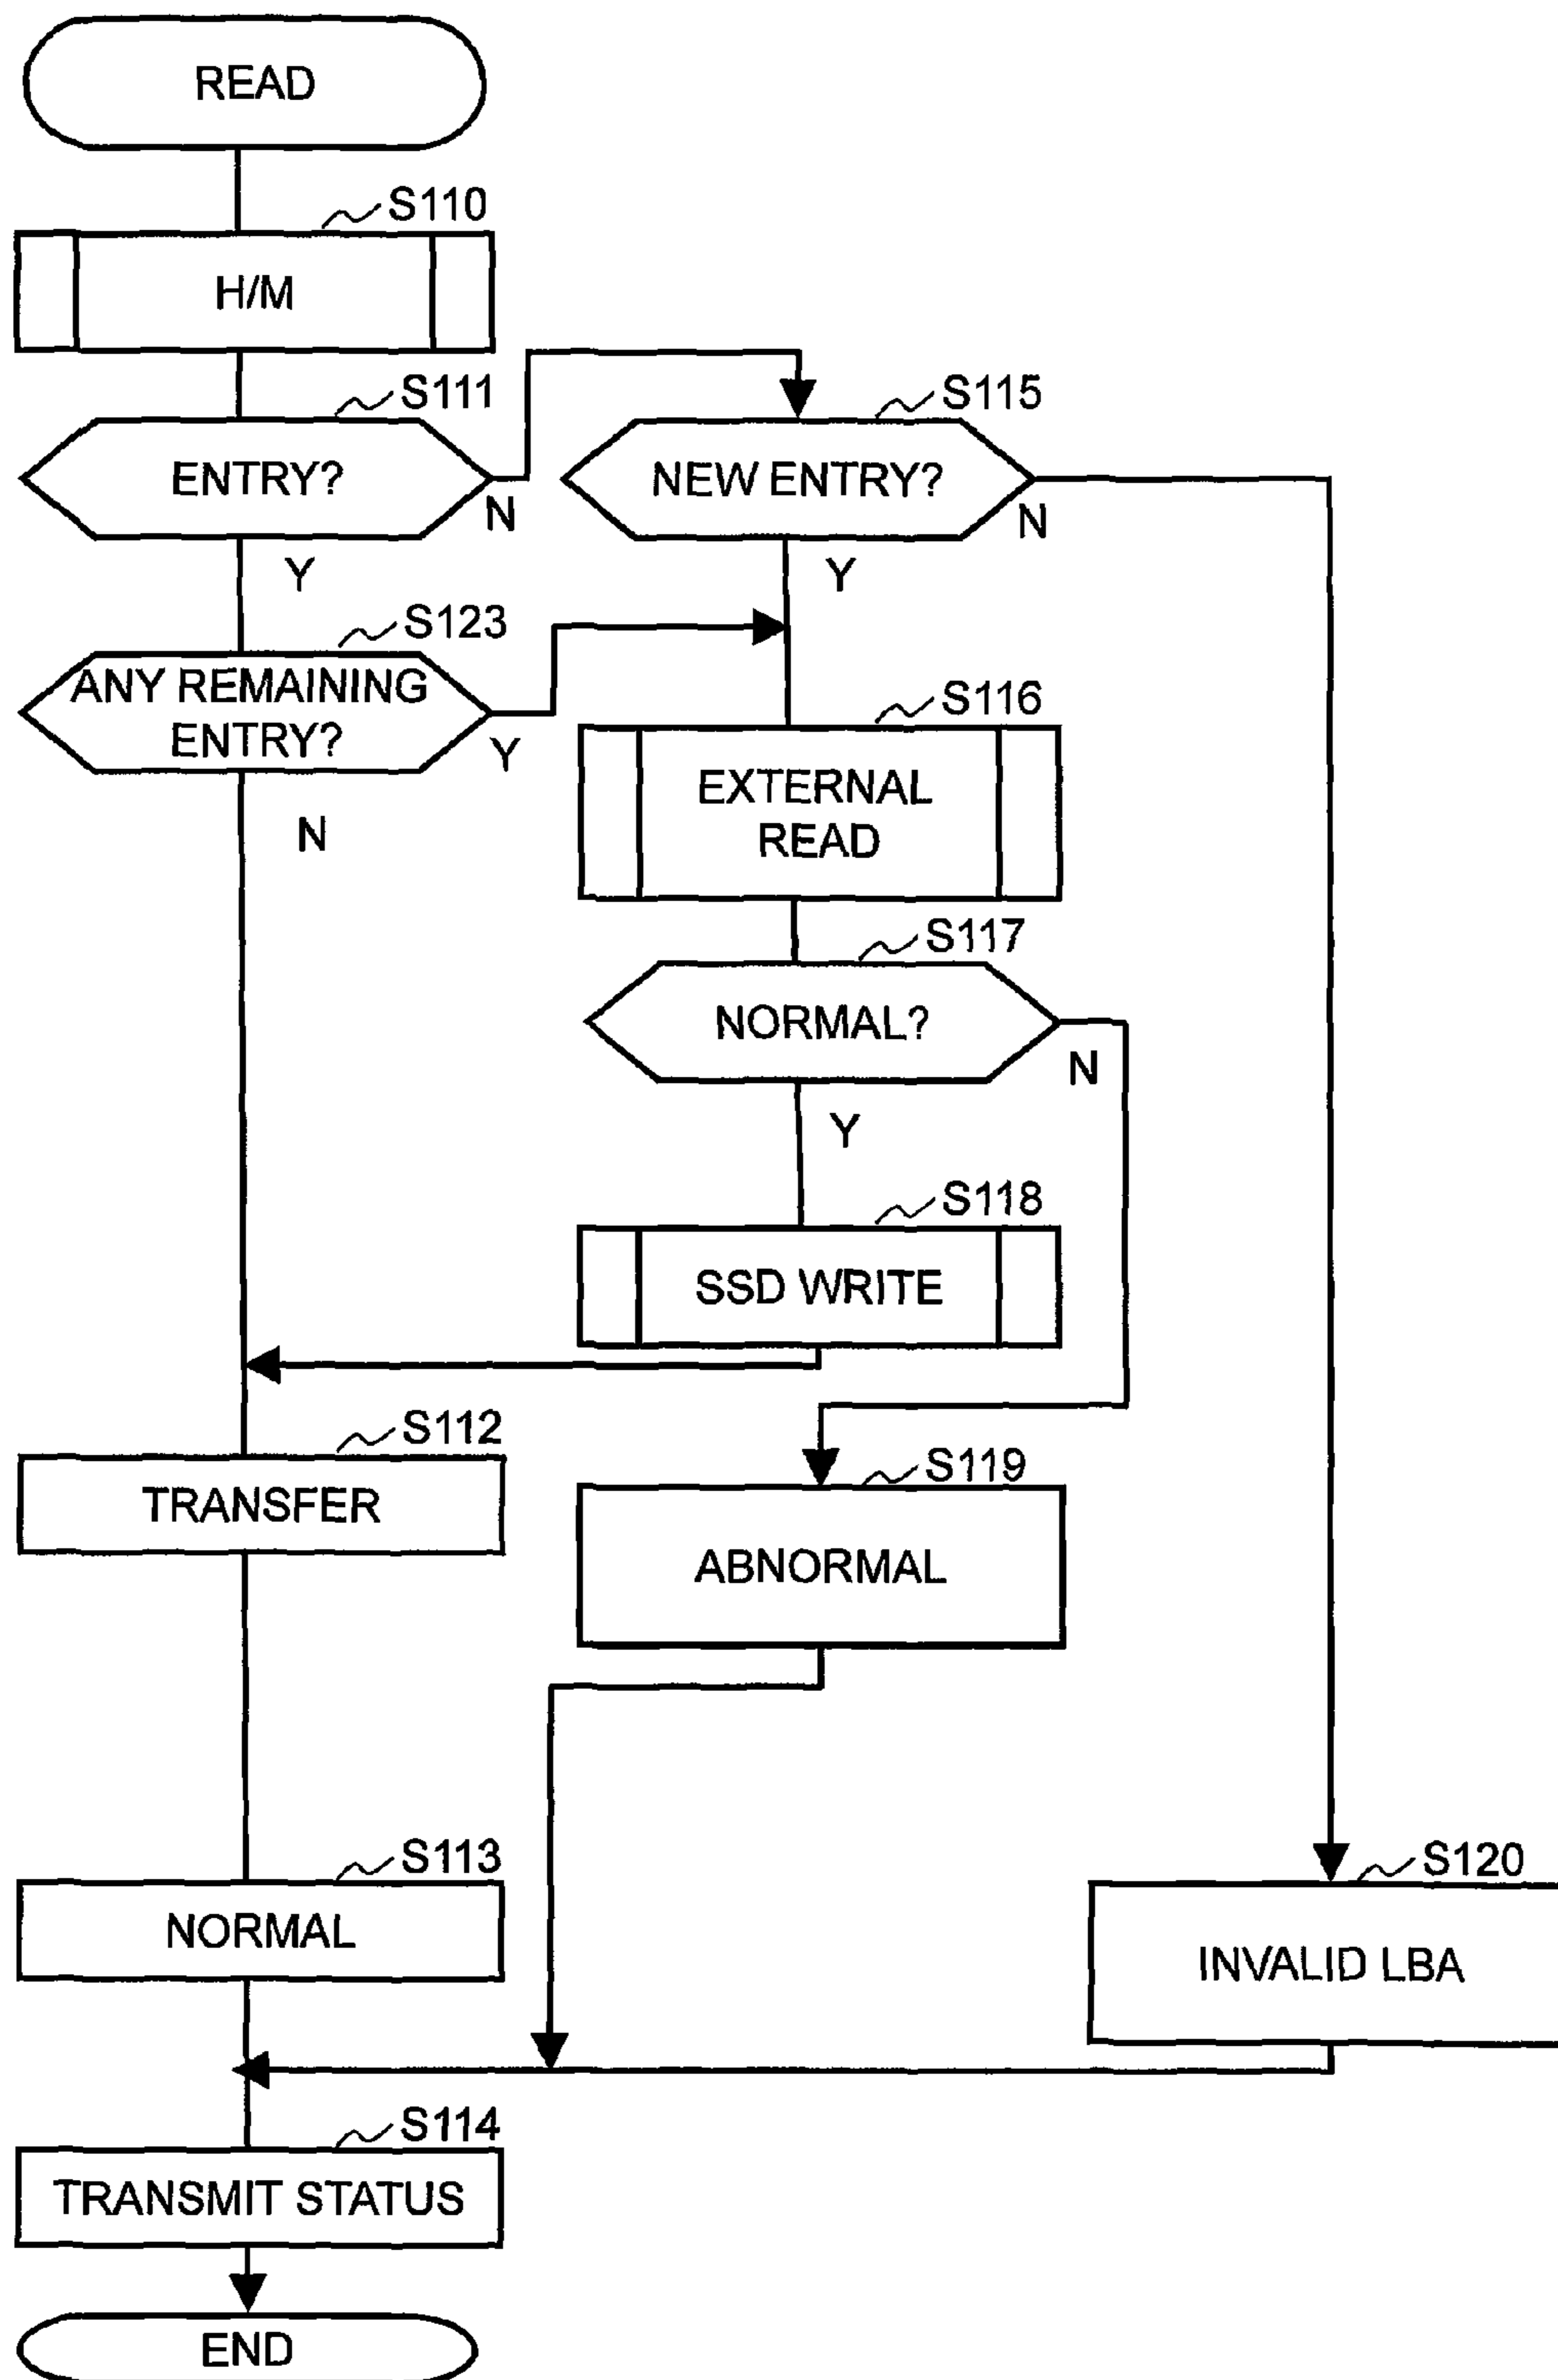 READ
S110
H/M
S111
ENTRY?
N
Y
S115
NEW ENTRY?
N
Y
S123
ANY REMAINING
ENTRY?
Y
N
S116
EXTERNAL
READ
S117
NORMAL?
N
Y
S118
SSD WRITE
S112
TRANSFER
S119
ABNORMAL
S113
NORMAL
S120
INVALID LBA
S114
TRANSMIT STATUS
END